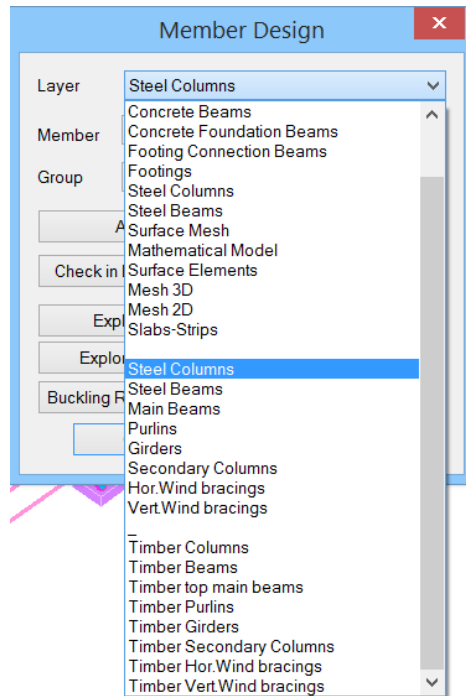 Member Design
Layer
Steel Columns
Concrete Beams
Member
Concrete Foundation Beams
Footing Connection Beams
Group
Footings
Steel Columns
Steel Beams
A
Surface Mesh
Mathematical Model
Check in
Surface Elements
Mesh 3D
Expl
Mesh 2D
Slabs-Strips
Explor
Steel Columns
Buckling R
Steel Beams
Main Beams
Purlins
Girders
Secondary Columns
Hor.Wind bracings
Vert.Wind bracings
_
Timber Columns
Timber Beams
Timber top main beams
Timber Purlins
Timber Girders
Timber Secondary Columns
Timber Hor.Wind bracings
Timber Vert.Wind bracings